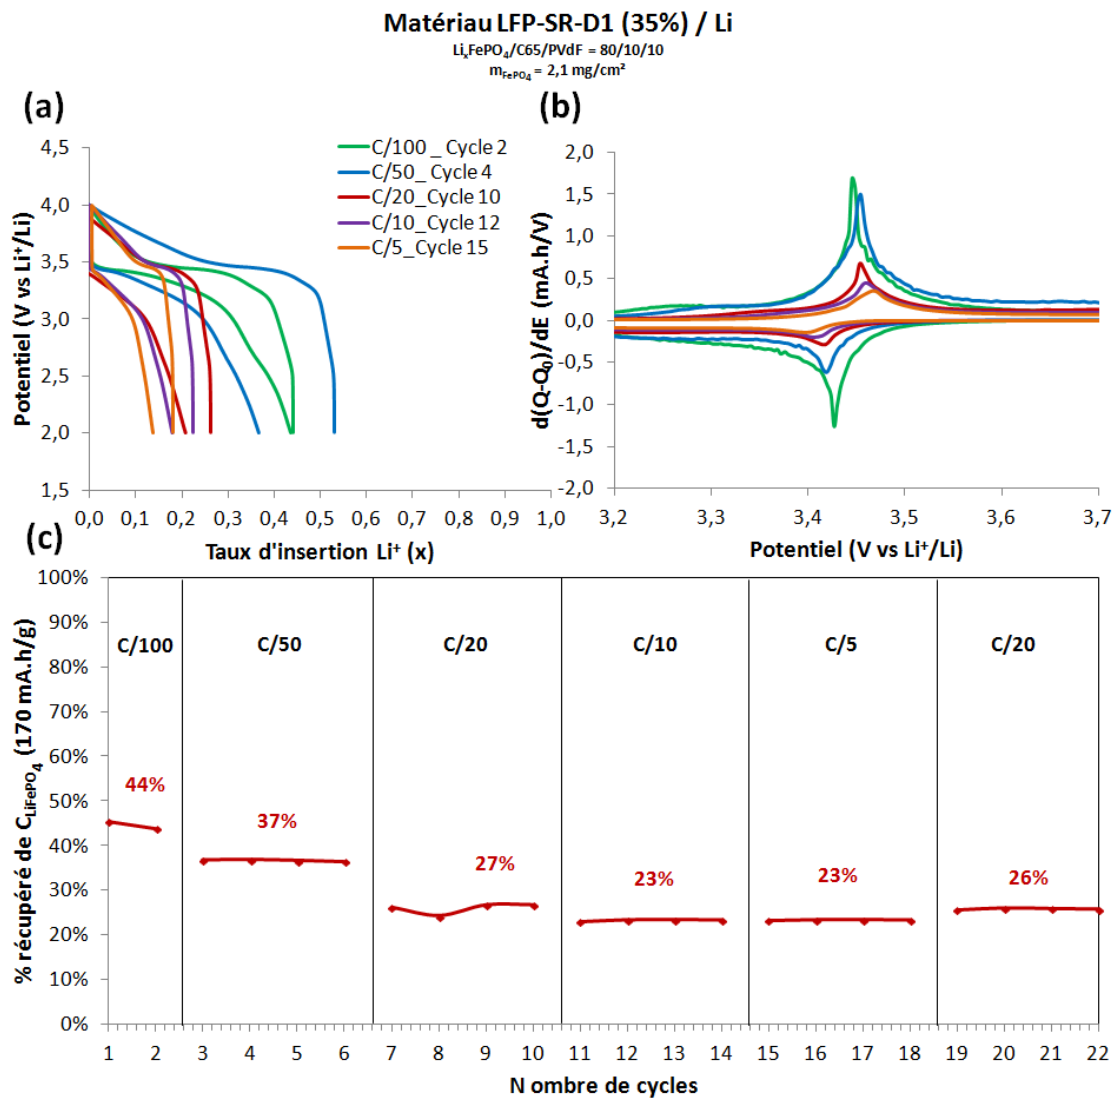 Matériau LFP-SR-D1 (35%) / Li
LiₓFePO₄/C65/PVdF = 80/10/10
m_FePO₄ = 2,1 mg/cm²
(a)
4,5
4,0
3,5
3,0
2,5
2,0
1,5
Potentiel (V vs Li⁺/Li)
0,0 0,1 0,2 0,3 0,4 0,5 0,6 0,7 0,8 0,9 1,0
Taux d'insertion Li⁺ (x)
C/100 _ Cycle 2
C/50_ Cycle 4
C/20_Cycle 10
C/10_Cycle 12
C/5_Cycle 15
(b)
2,0
1,5
1,0
0,5
0,0
-0,5
-1,0
-1,5
-2,0
d(Q-Q₀)/dE (mA.h/V)
3,2 3,3 3,4 3,5 3,6 3,7
Potentiel (V vs Li⁺/Li)
(c)
100%
90%
80%
70%
60%
50%
40%
30%
20%
10%
0%
% récupéré de C_LiFePO₄ (170 mA.h/g)
C/100 C/50 C/20 C/10 C/5 C/20
44% 37% 27% 23% 23% 26%
1 2 3 4 5 6 7 8 9 10 11 12 13 14 15 16 17 18 19 20 21 22
N ombre de cycles